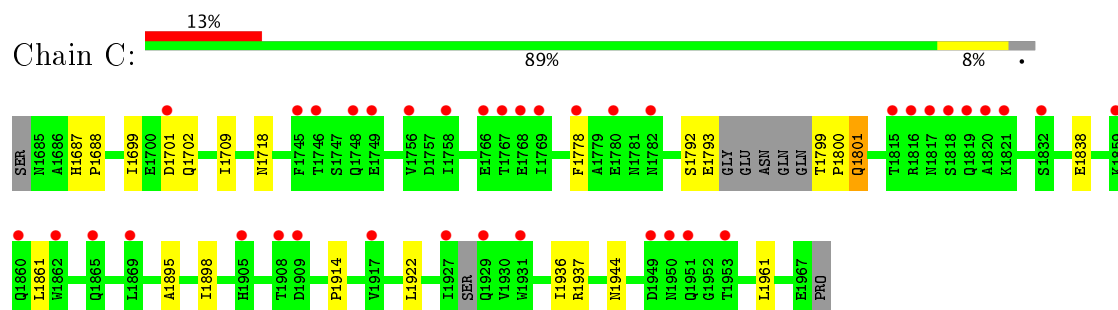 13%
Chain C:
89% 8% •
SER N1685 A1686 H1687 P1688 I1699 E1700 D1701 Q1702 I1709 N1718 F1745 T1746 S1747 Q1748 E1749 V1756 D1757 I1758 E1766 T1767 E1768 I1769 F1778 A1779 E1780 N1781 N1782 S1792 E1793 GLY GLU ASN GLN GLN T1799 P1800 Q1801 T1815 R1816 N1817 S1818 Q1819 A1820 K1821 S1832 E1838 K1859
Q1860 L1861 W1862 Q1865 L1869 A1895 I1898 H1905 T1908 D1909 P1914 V1917 L1922 I1927 SER Q1929 V1930 W1931 I1936 R1937 N1944 D1949 N1950 Q1951 G1952 T1953 L1961 E1967 PRO